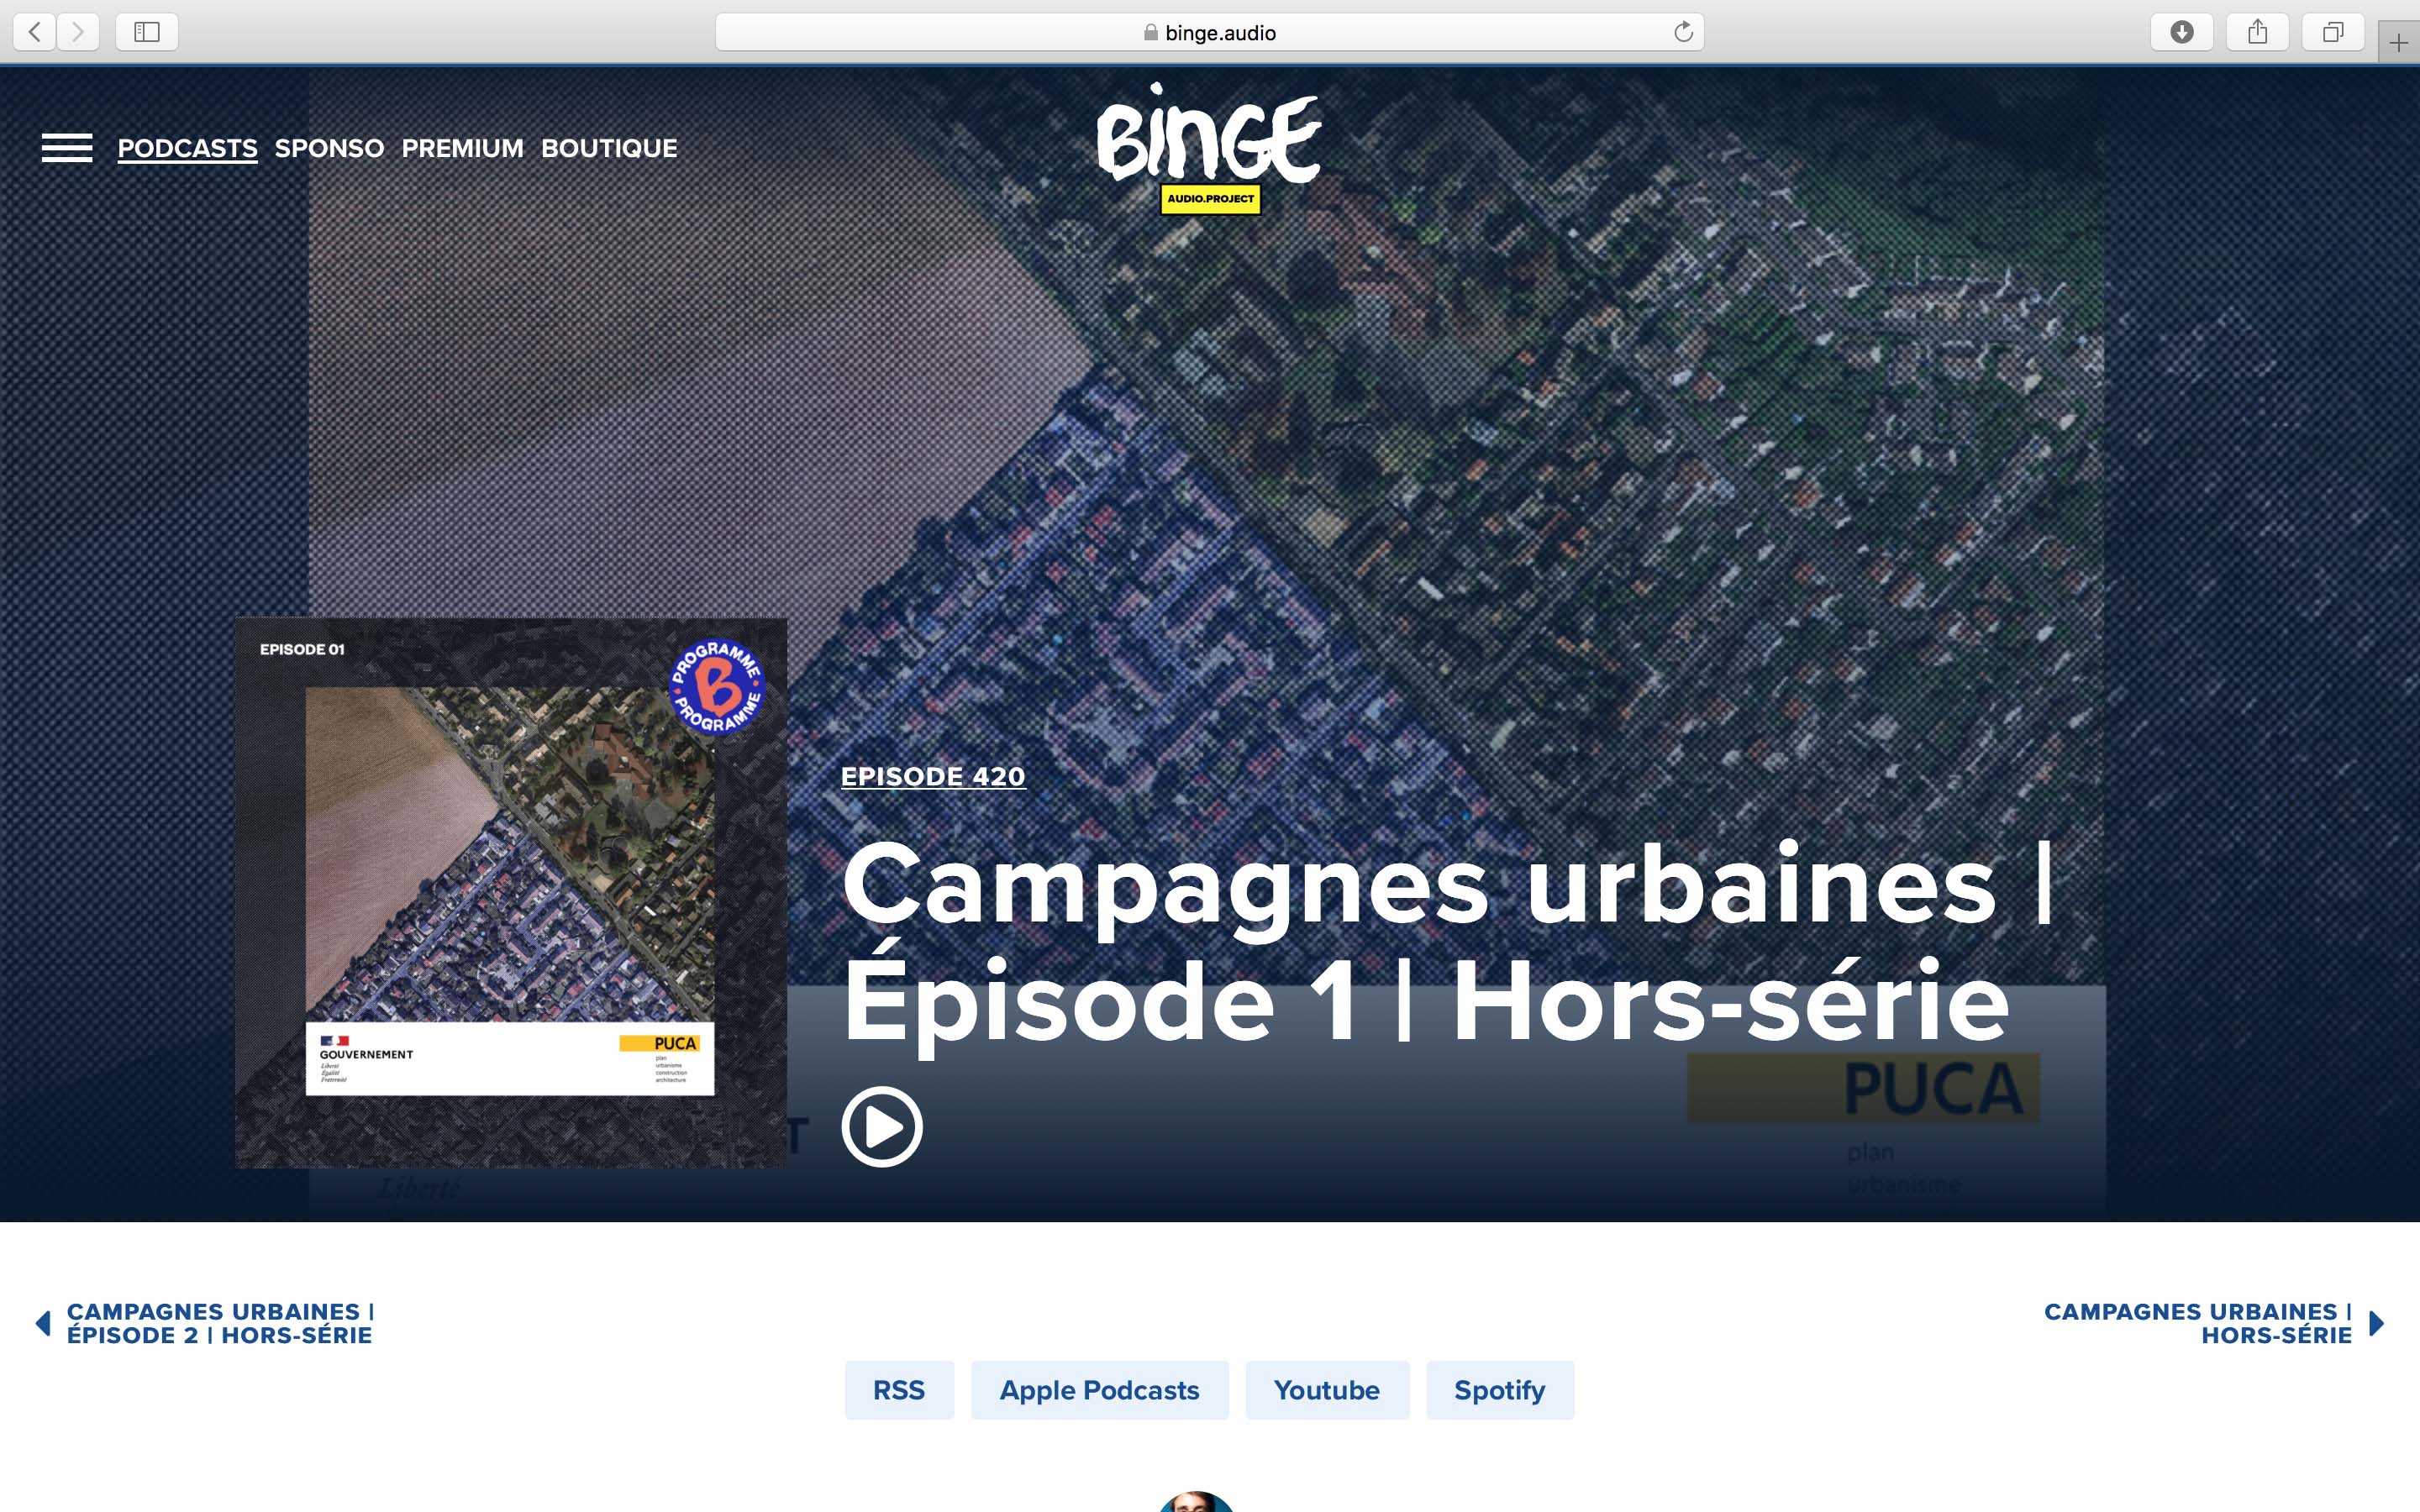 binge.audio
PODCASTS SPONSO PREMIUM BOUTIQUE
BINGE
AUDIO.PROJECT
EPISODE 01
PROGRAMME
B
PROGRAMME
GOUVERNEMENT
Liberté
Égalité
Fraternité
PUCA
plan
urbanisme
construction
architecture
EPISODE 420
Campagnes urbaines |
Épisode 1 | Hors-série
T
Liberté
PUCA
plan
urbanisme
CAMPAGNES URBAINES |
ÉPISODE 2 | HORS-SÉRIE
CAMPAGNES URBAINES |
HORS-SÉRIE
RSS
Apple Podcasts
Youtube
Spotify